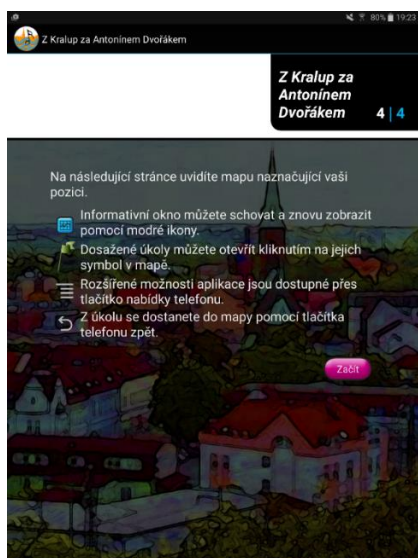 80% 19:23
Z Kralup za Antonínem Dvořákem
Z Kralup za
Antonínem
Dvořákem 4 | 4
Na následující stránce uvidíte mapu naznačující vaši
pozici.
Informativní okno můžete schovat a znovu zobrazit
pomocí modré ikony.
Dosažené úkoly můžete otevřít kliknutím na jejich
symbol v mapě.
Rozšířené možnosti aplikace jsou dostupné přes
tlačítko nabídky telefonu.
Z úkolu se dostanete do mapy pomocí tlačítka
telefonu zpět.
Začít